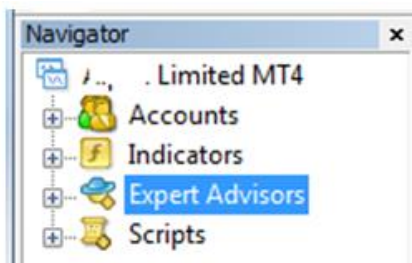 Navigator
Limited MT4
Accounts
Indicators
Expert Advisors
Scripts